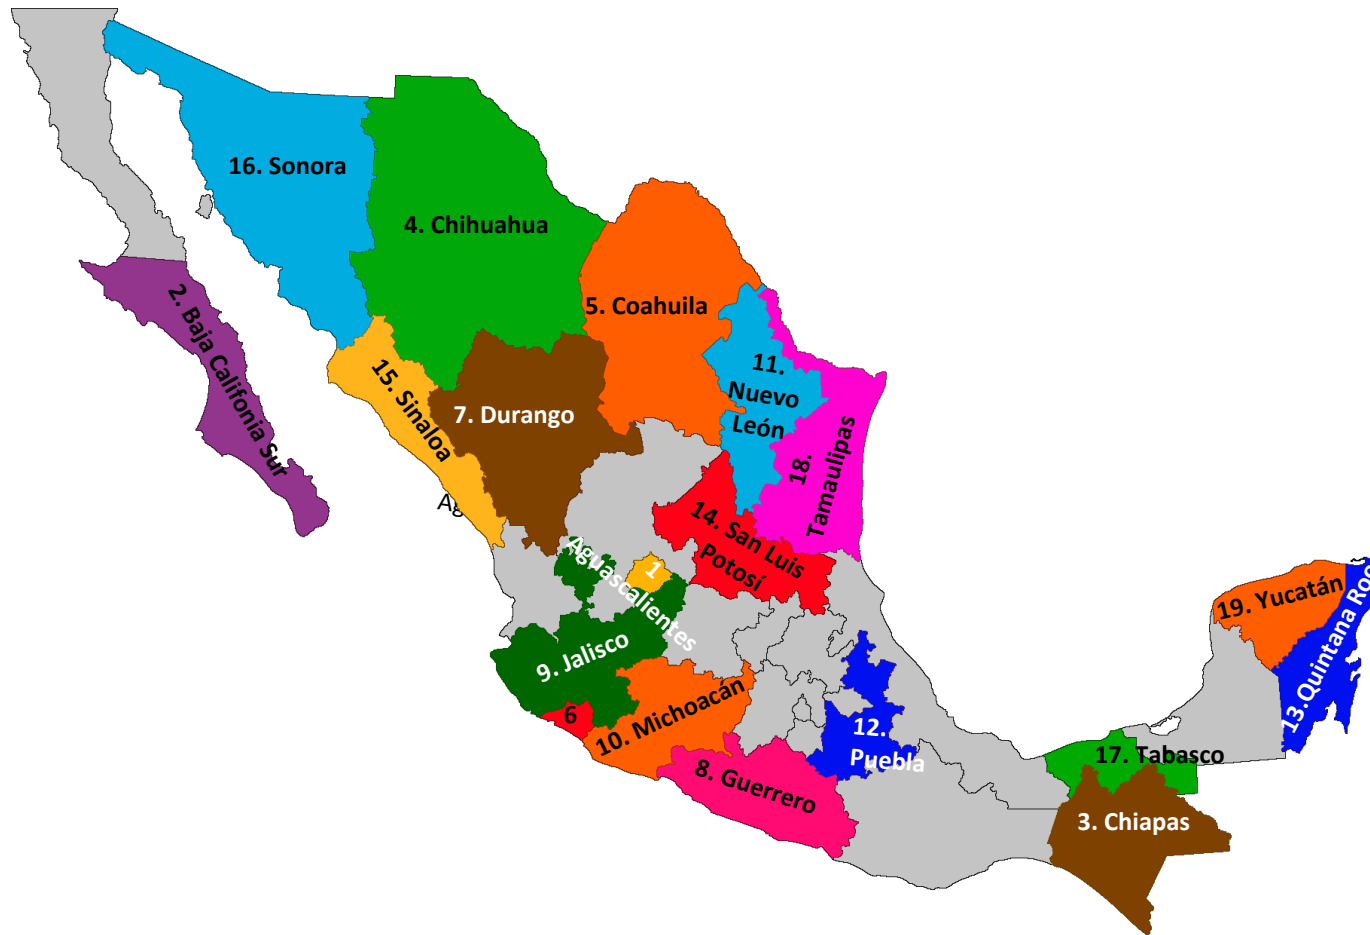 16. Sonora
4. Chihuahua
2. Baja Califonia Sur
5. Coahuila
11.
Nuevo
León
15. Sinaloa
7. Durango
18.
Tamaulipas
Ag
14. San Luis
Potosí
1
Aguascalientes
19. Yucatán
13.Quintana Roo
9. Jalisco
6
10. Michoacán
12.
Puebla
17. Tabasco
8. Guerrero
3. Chiapas